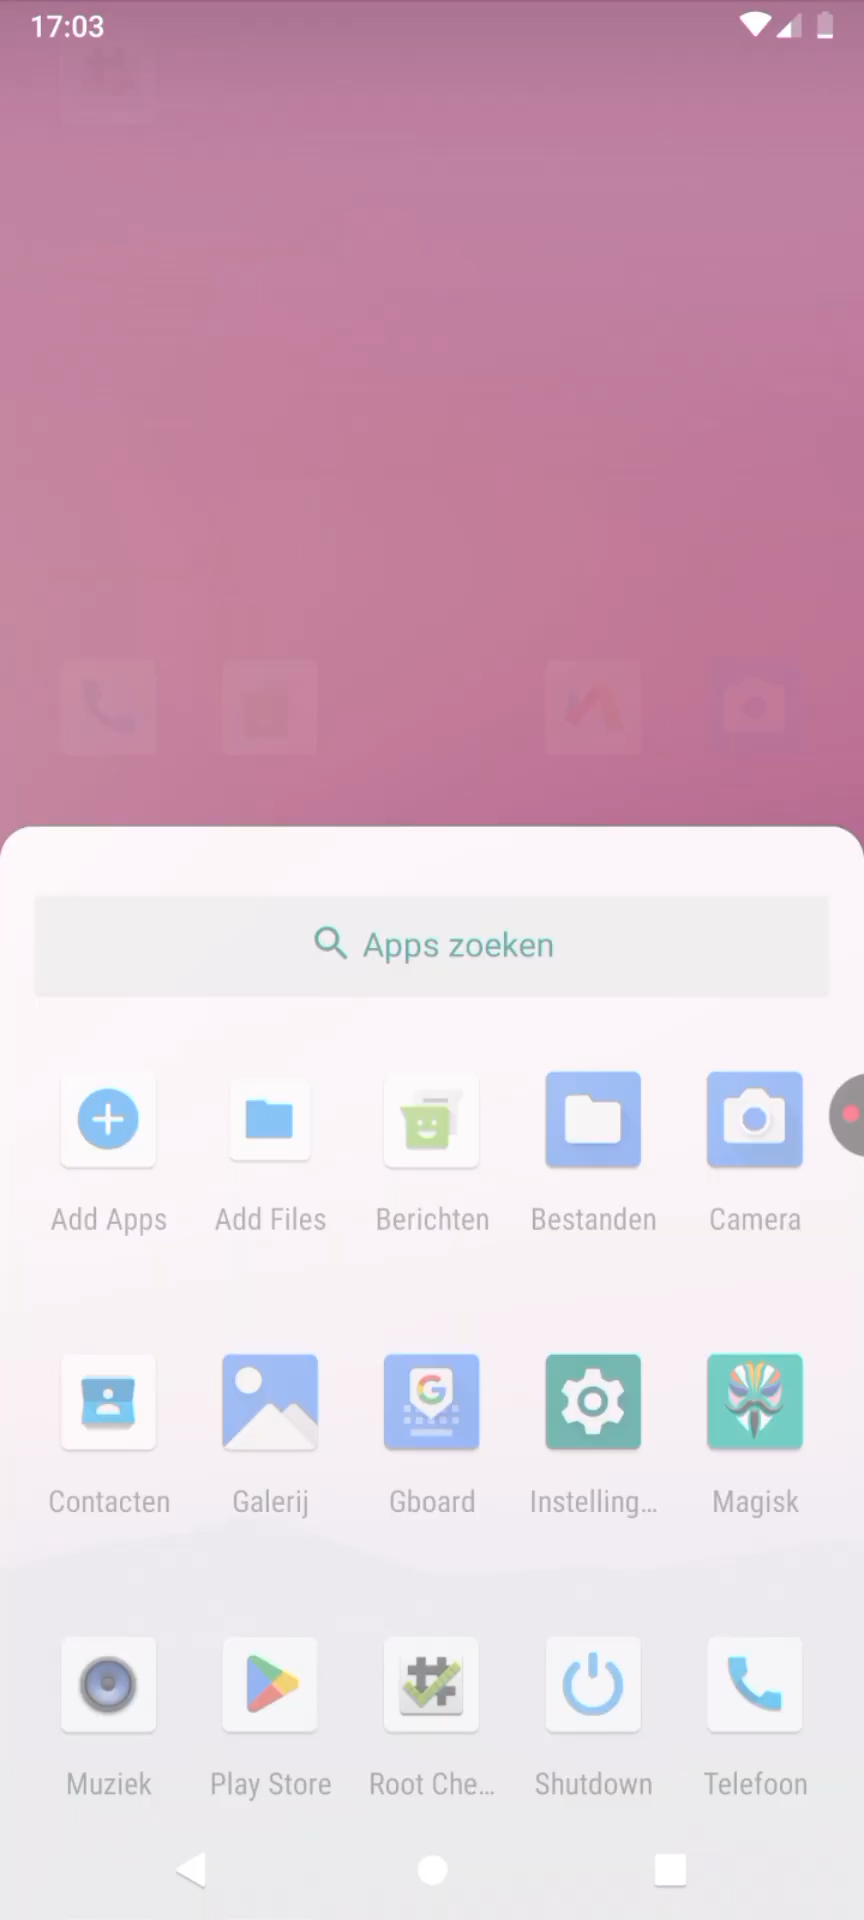 17:03
Apps zoeken
Add Apps
Add Files
Berichten
Bestanden
Camera
Contacten
Galerij
Gboard
Instelling...
Magisk
Muziek
Play Store
Root Che...
Shutdown
Telefoon